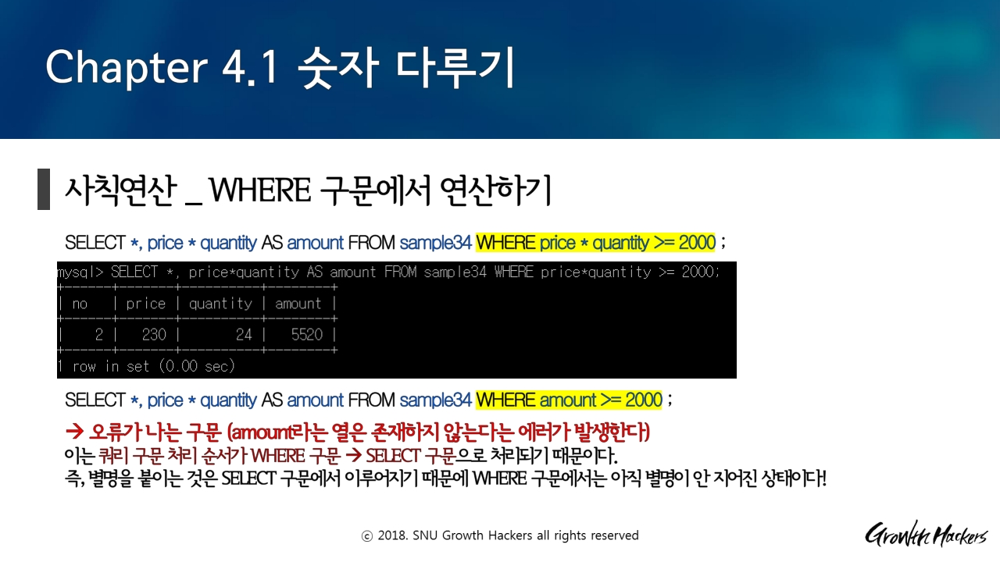 Chapter 4.1 숫자 다루기
사칙연산 _ WHERE 구문에서 연산하기
SELECT *, price * quantity AS amount FROM sample34 WHERE price * quantity >= 2000 ;
mysql> SELECT *, price*quantity AS amount FROM sample34 WHERE price*quantity >= 2000;
+------+-------+----------+--------+
| no   | price | quantity | amount |
+------+-------+----------+--------+
|    2 |   230 |       24 |   5520 |
+------+-------+----------+--------+
1 row in set (0.00 sec)
SELECT *, price * quantity AS amount FROM sample34 WHERE amount >= 2000 ;
→ 오류가 나는 구문 (amount라는 열은 존재하지 않는다는 에러가 발생한다)
이는 쿼리 구문 처리 순서가 WHERE 구문 → SELECT 구문으로 처리되기 때문이다.
즉, 별명을 붙이는 것은 SELECT 구문에서 이루어지기 때문에 WHERE 구문에서는 아직 별명이 안 지어진 상태이다!
ⓒ 2018. SNU Growth Hackers all rights reserved
Growth Hackers